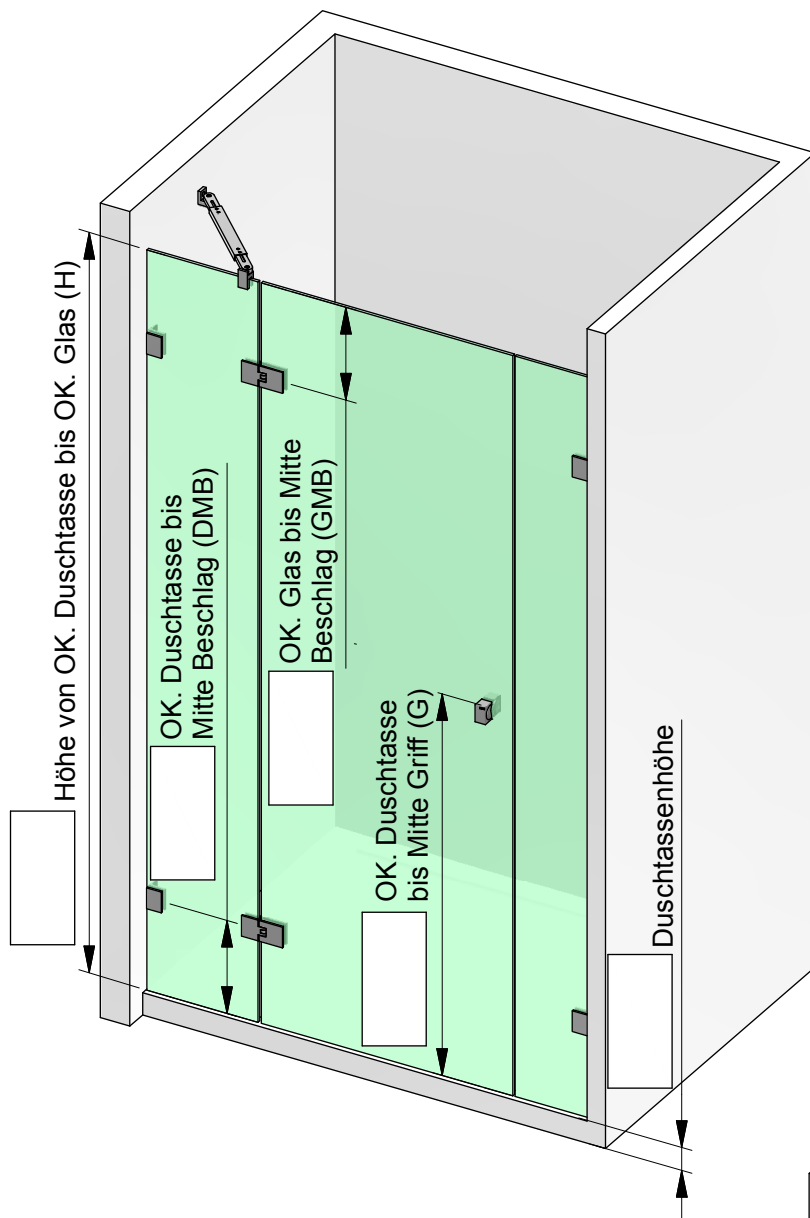 Höhe von OK. Duschtasse bis OK. Glas (H)
OK. Duschtasse bis
Mitte Beschlag (DMB)
OK. Glas bis Mitte
Beschlag (GMB)
OK. Duschtasse
bis Mitte Griff (G)
Duschtassenhöhe